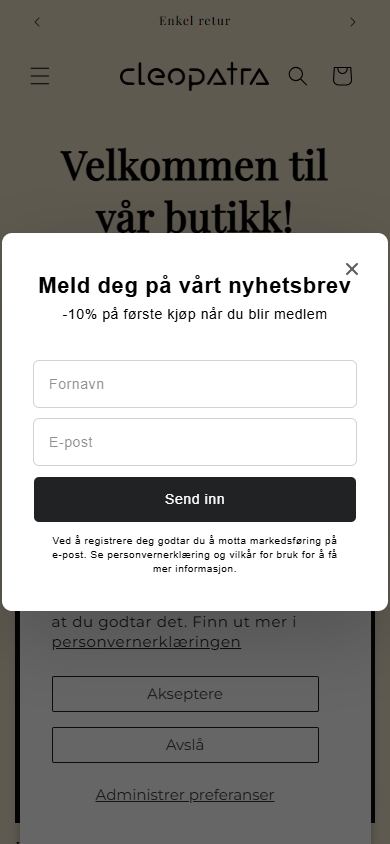 Enkel retur
cleopatra
Velkommen til
vår butikk!
Meld deg på vårt nyhetsbrev
-10% på første kjøp når du blir medlem
Fornavn
E-post
Send inn
Ved å registrere deg godtar du å motta markedsføring på
e-post. Se personvernerklæring og vilkår for bruk for å få
mer informasjon.
at du godtar det. Finn ut mer i
personvernerklæringen
Akseptere
Avslå
Administrer preferanser